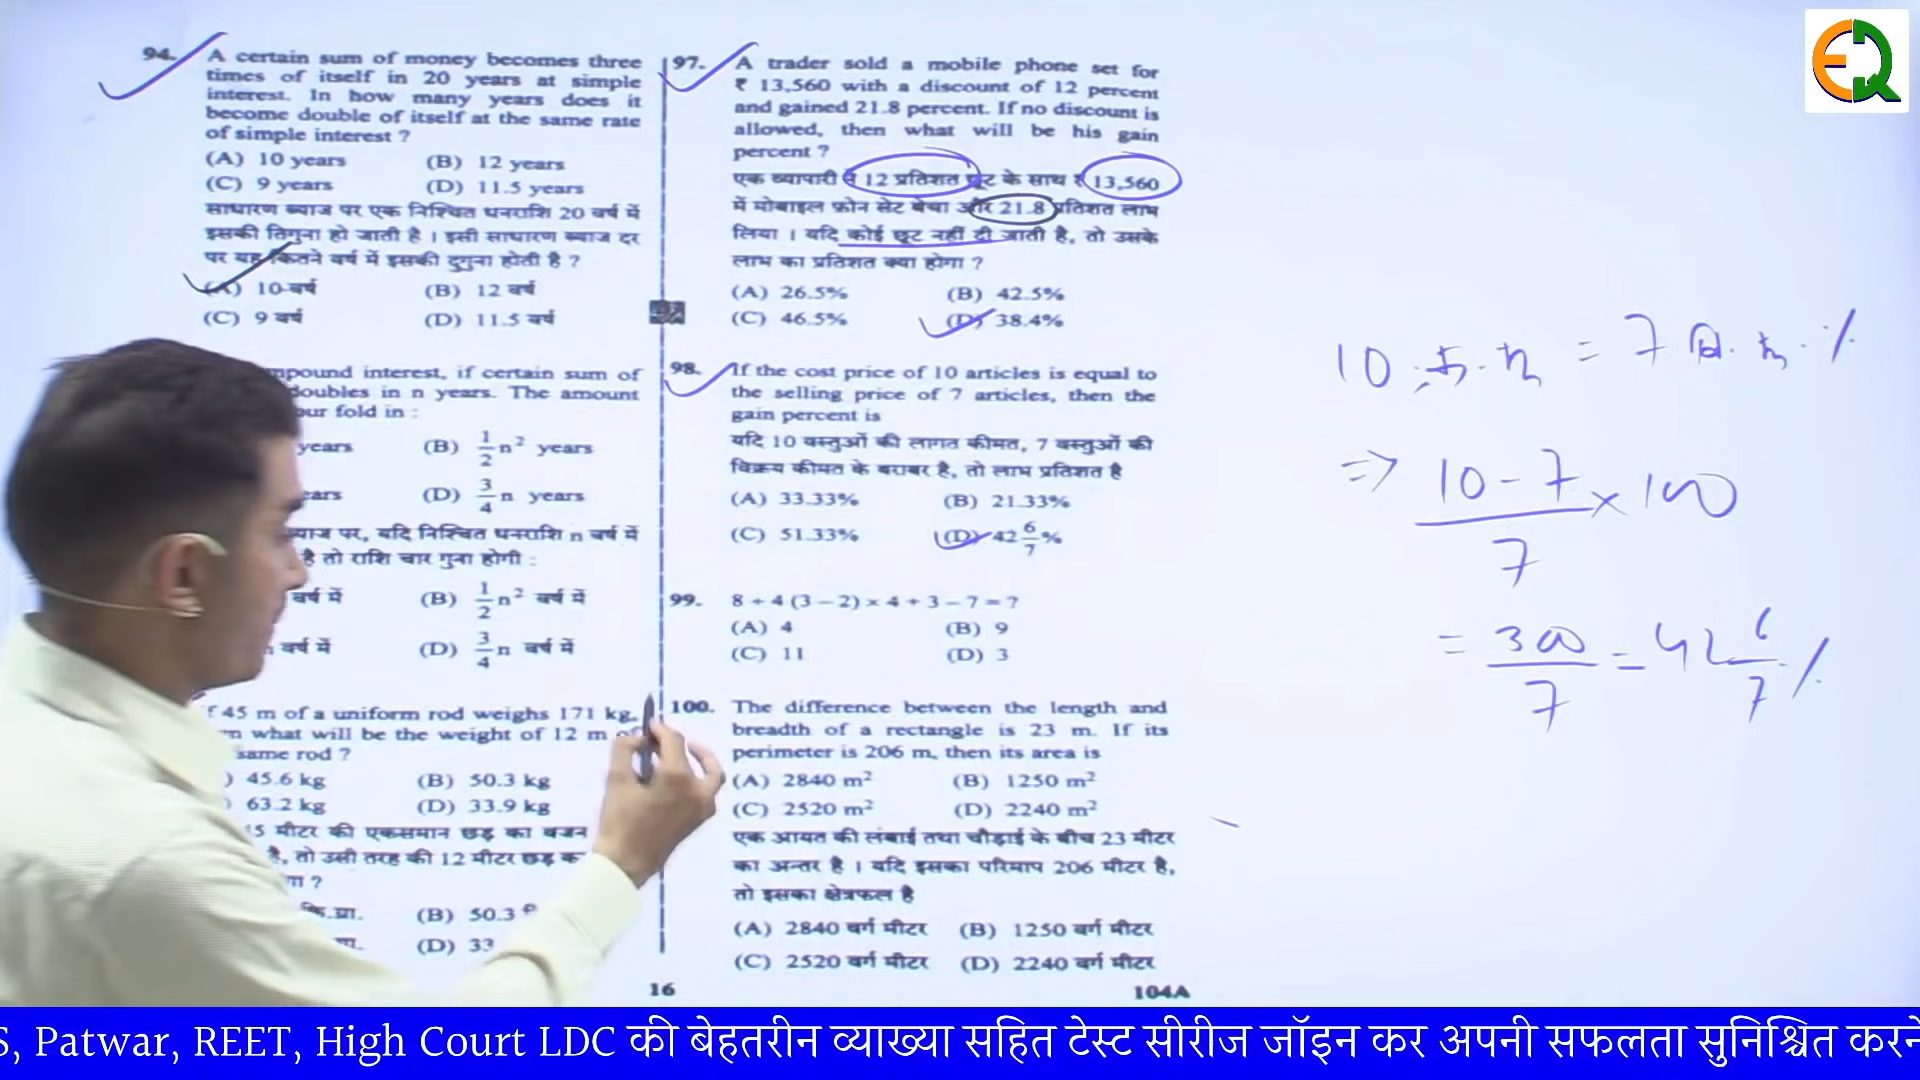 94. A certain sum of money becomes three
times of itself in 20 years at simple
interest. In how many years does it
become double of itself at the same rate
of simple interest ?
(A) 10 years (B) 12 years
(C) 9 years (D) 11.5 years
साधारण ब्याज पर एक निश्चित धनराशि 20 वर्ष में
इसकी तिगुना हो जाती है । इसी साधारण ब्याज दर
पर यह कितने वर्ष में इसकी दुगुना होती है ?
(A) 10 वर्ष (B) 12 वर्ष
(C) 9 वर्ष (D) 11.5 वर्ष
mpound interest, if certain sum of
doubles in n years. The amount
our fold in :
years (B) 1/2 n² years
ars (D) 3/4 n years
ब्याज पर, यदि निश्चित धनराशि n वर्ष में
है तो राशि चार गुना होगी :
वर्ष में (B) 1/2 n² वर्ष में
वर्ष में (D) 3/4 n वर्ष में
f 45 m of a uniform rod weighs 171 kg,
n what will be the weight of 12 m of
same rod ?
) 45.6 kg (B) 50.3 kg
) 63.2 kg (D) 33.9 kg
मीटर की एकसमान छड़ का वजन
है, तो उसी तरह की 12 मीटर छड़ क
गा ?
कि.ग्रा. (B) 50.3
ग्रा. (D) 33
97. A trader sold a mobile phone set for
₹ 13,560 with a discount of 12 percent
and gained 21.8 percent. If no discount is
allowed, then what will be his gain
percent ?
एक व्यापारी ने 12 प्रतिशत छूट के साथ ₹ 13,560
में मोबाइल फ़ोन सेट बेचा और 21.8 प्रतिशत लाभ
लिया । यदि कोई छूट नहीं दी जाती है, तो उसके
लाभ का प्रतिशत क्या होगा ?
(A) 26.5% (B) 42.5%
(C) 46.5% (D) 38.4%
98. If the cost price of 10 articles is equal to
the selling price of 7 articles, then the
gain percent is
यदि 10 वस्तुओं की लागत कीमत, 7 वस्तुओं की
विक्रय कीमत के बराबर है, तो लाभ प्रतिशत है
(A) 33.33% (B) 21.33%
(C) 51.33% (D) 42 6/7 %
99. 8 + 4 (3 – 2) × 4 + 3 – 7 = ?
(A) 4 (B) 9
(C) 11 (D) 3
100. The difference between the length and
breadth of a rectangle is 23 m. If its
perimeter is 206 m, then its area is
(A) 2840 m² (B) 1250 m²
(C) 2520 m² (D) 2240 m²
एक आयत की लंबाई तथा चौड़ाई के बीच 23 मीटर
का अन्तर है । यदि इसका परिमाप 206 मीटर है,
तो इसका क्षेत्रफल है
(A) 2840 वर्ग मीटर (B) 1250 वर्ग मीटर
(C) 2520 वर्ग मीटर (D) 2240 वर्ग मीटर
16 104A
10 क्र.मू = 7 वि.मू. %
⇒ 10 - 7 / 7 × 100
= 300/7 = 42 6/7 %
EQ
S, Patwar, REET, High Court LDC की बेहतरीन व्याख्या सहित टेस्ट सीरीज जॉइन कर अपनी सफलता सुनिश्चित करने